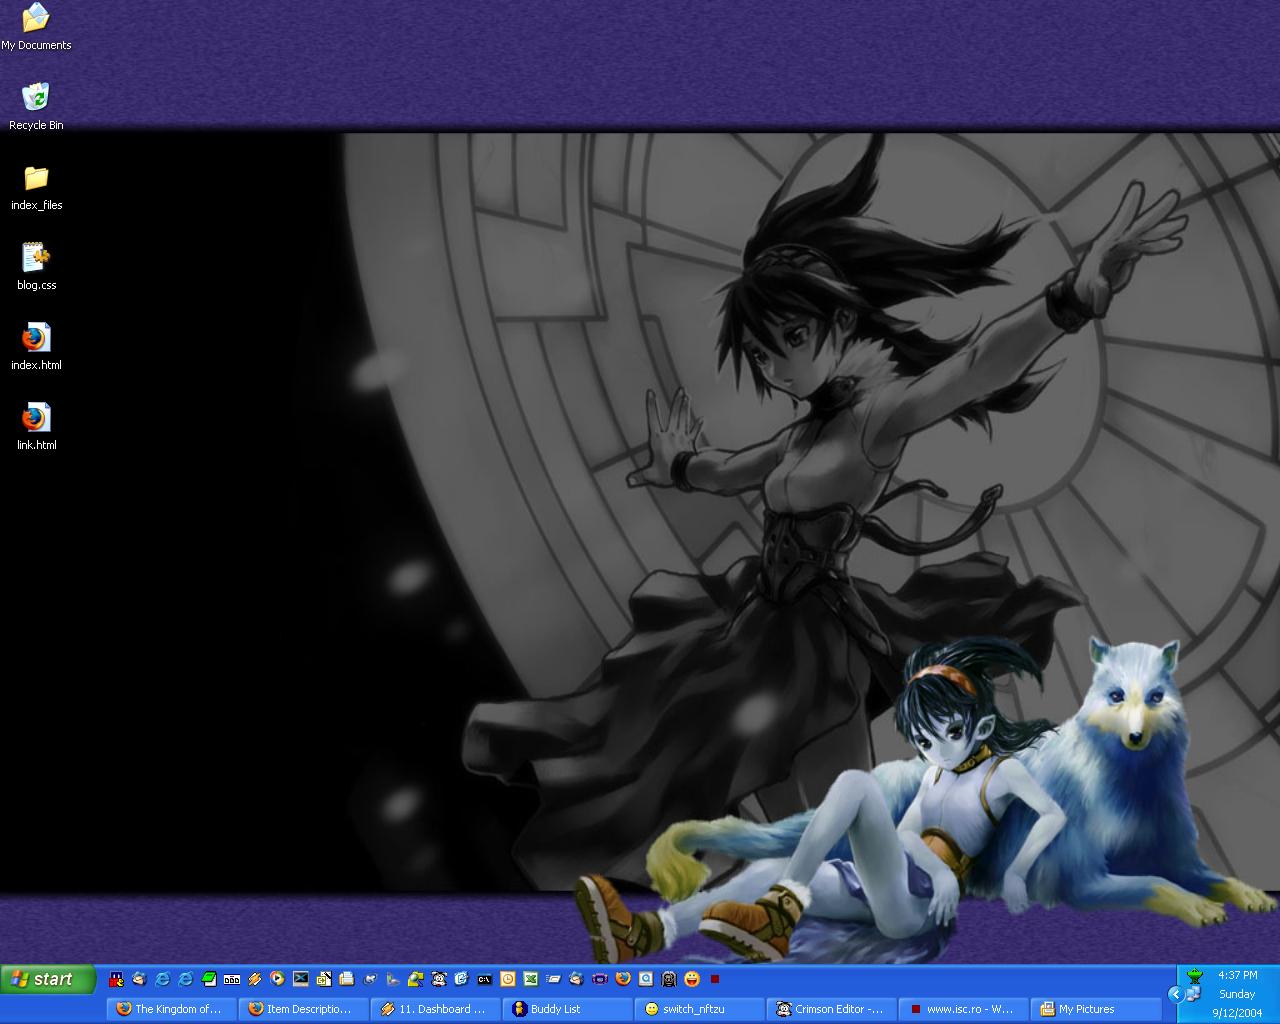 My Documents
Recycle Bin
index_files
blog.css
index.html
link.html
start
4:37 PM
Sunday
9/12/2004
The Kingdom of...
Item Descriptio...
11. Dashboard ...
Buddy List
switch_nftzu
Crimson Editor -...
www.isc.ro - W...
My Pictures